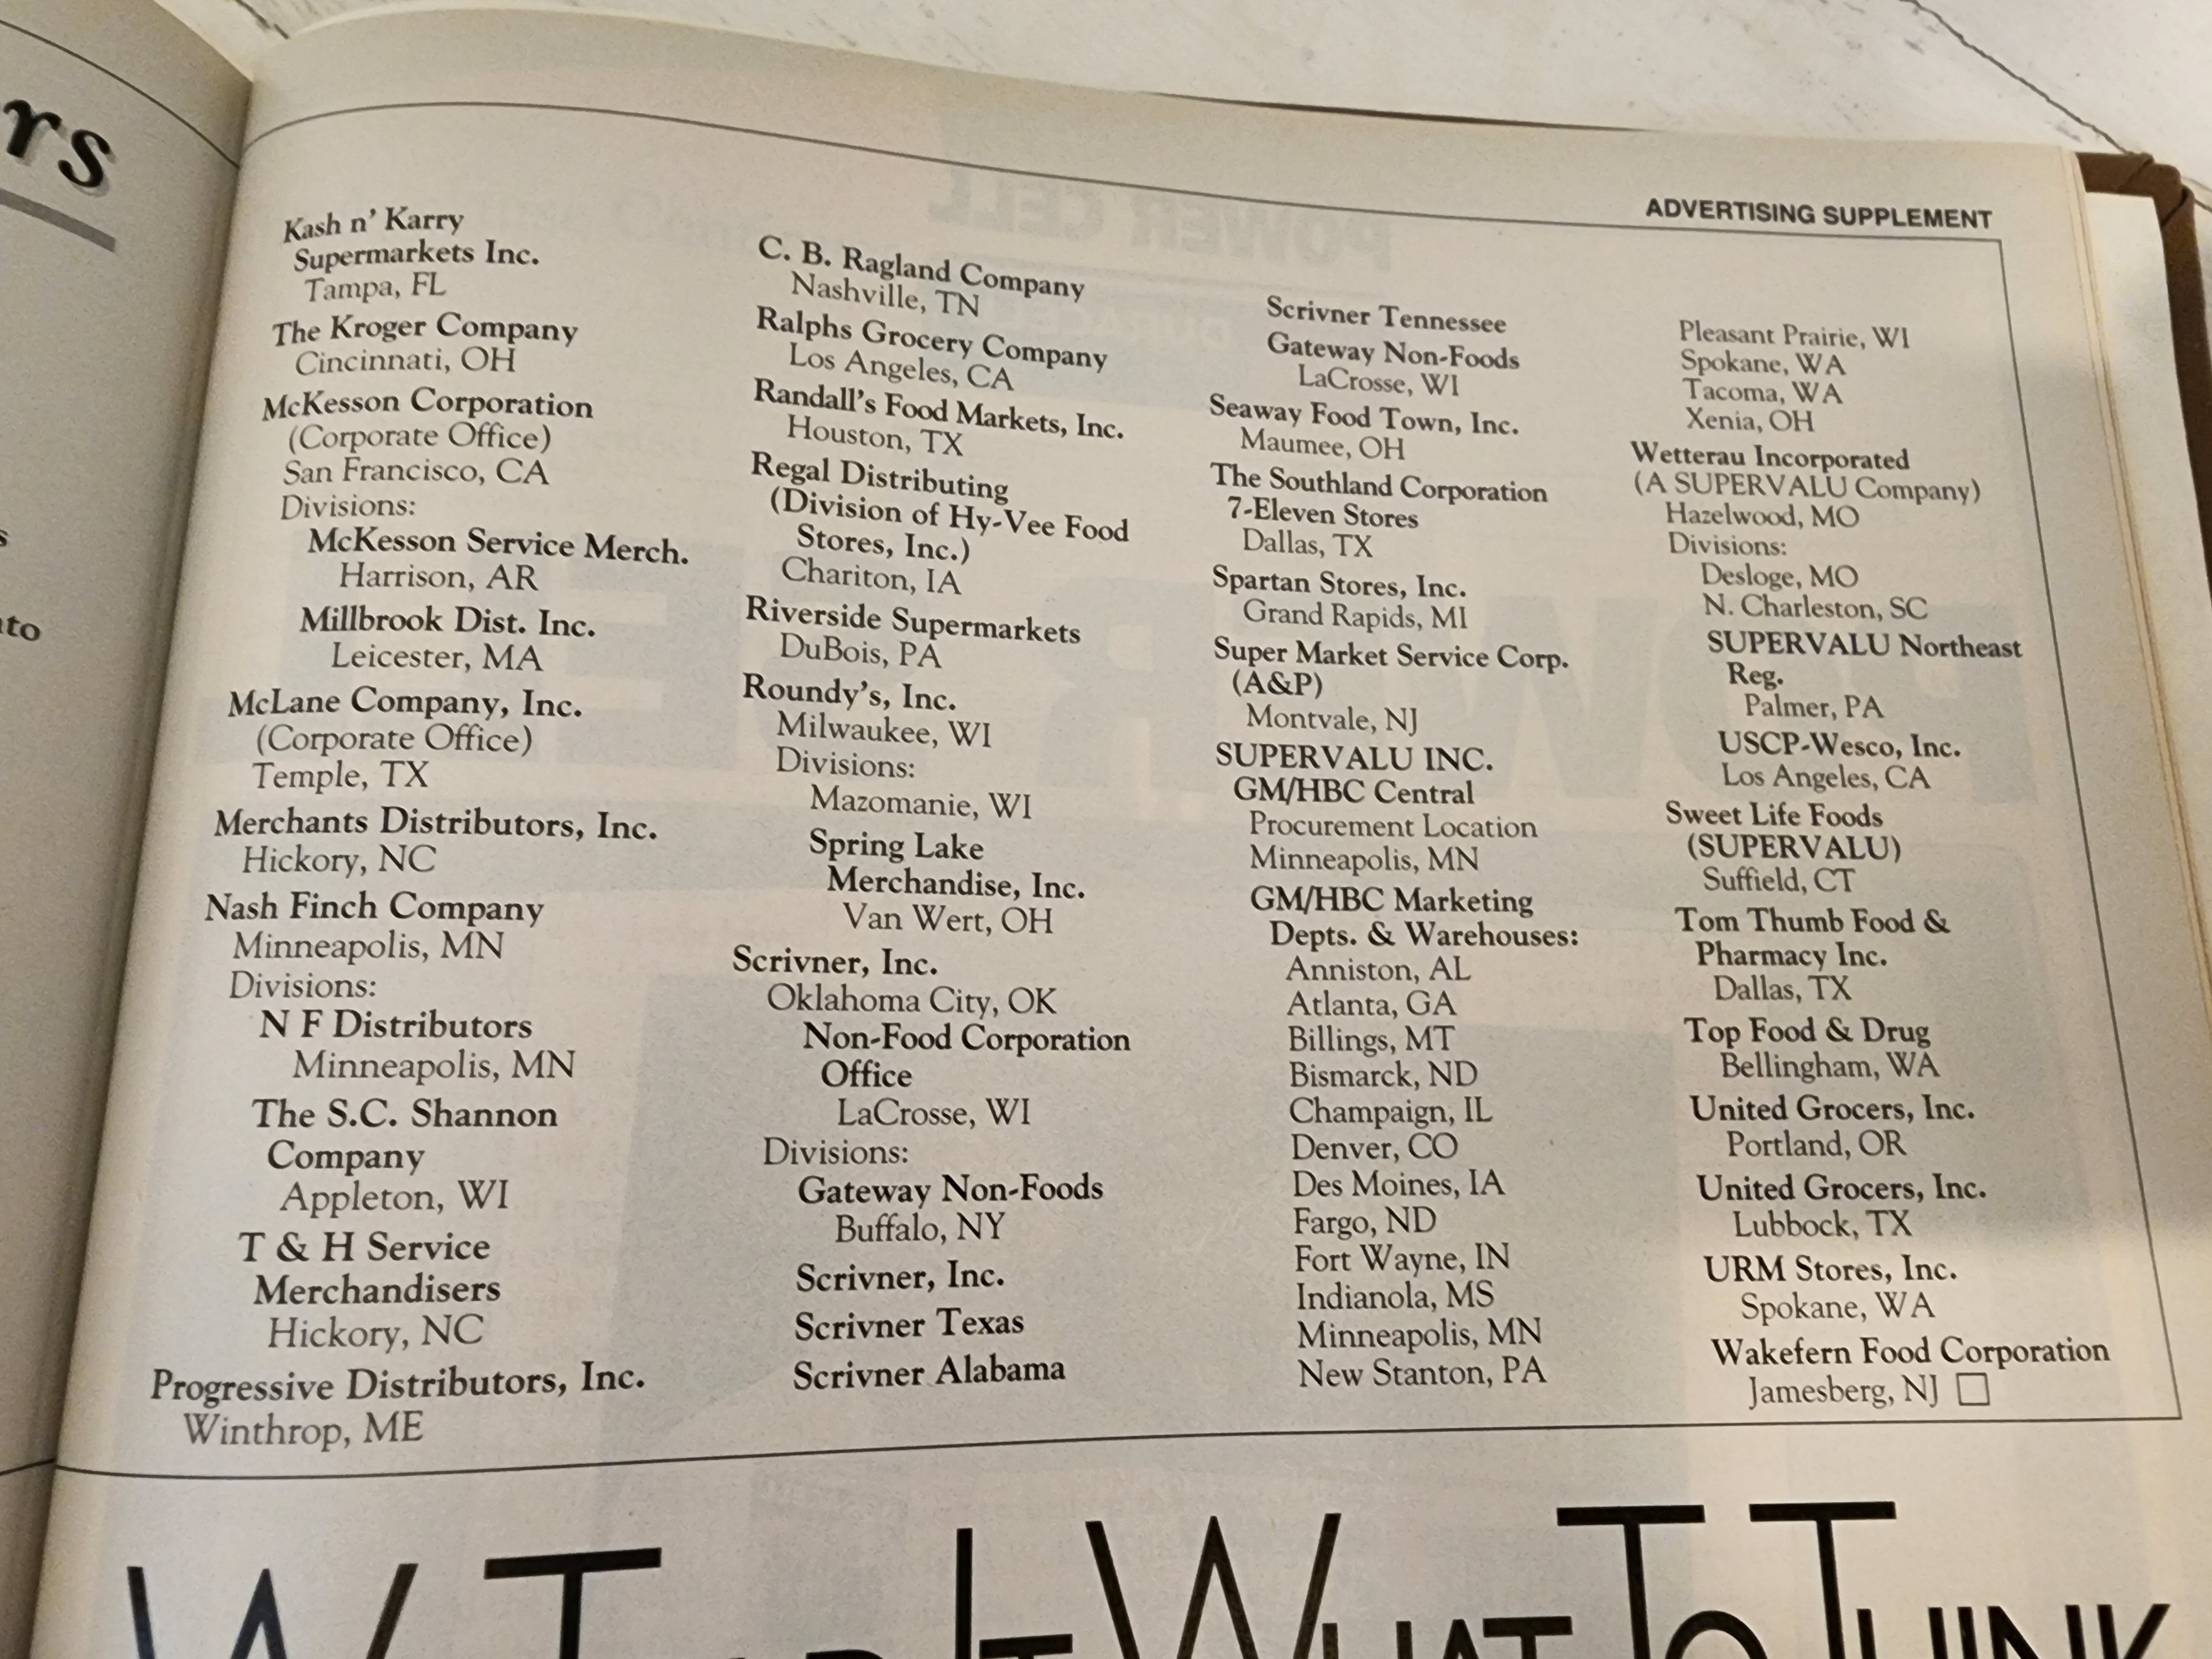 rs
s
to
ADVERTISING SUPPLEMENT
Kash n' Karry
Supermarkets Inc.
Tampa, FL
The Kroger Company
Cincinnati, OH
McKesson Corporation
(Corporate Office)
San Francisco, CA
Divisions:
McKesson Service Merch.
Harrison, AR
Millbrook Dist. Inc.
Leicester, MA
McLane Company, Inc.
(Corporate Office)
Temple, TX
Merchants Distributors, Inc.
Hickory, NC
Nash Finch Company
Minneapolis, MN
Divisions:
N F Distributors
Minneapolis, MN
The S.C. Shannon
Company
Appleton, WI
T & H Service
Merchandisers
Hickory, NC
Progressive Distributors, Inc.
Winthrop, ME
C. B. Ragland Company
Nashville, TN
Ralphs Grocery Company
Los Angeles, CA
Randall's Food Markets, Inc.
Houston, TX
Regal Distributing
(Division of Hy-Vee Food
Stores, Inc.)
Chariton, IA
Riverside Supermarkets
DuBois, PA
Roundy's, Inc.
Milwaukee, WI
Divisions:
Mazomanie, WI
Spring Lake
Merchandise, Inc.
Van Wert, OH
Scrivner, Inc.
Oklahoma City, OK
Non-Food Corporation
Office
LaCrosse, WI
Divisions:
Gateway Non-Foods
Buffalo, NY
Scrivner, Inc.
Scrivner Texas
Scrivner Alabama
Scrivner Tennessee
Gateway Non-Foods
LaCrosse, WI
Seaway Food Town, Inc.
Maumee, OH
The Southland Corporation
7-Eleven Stores
Dallas, TX
Spartan Stores, Inc.
Grand Rapids, MI
Super Market Service Corp.
(A&P)
Montvale, NJ
SUPERVALU INC.
GM/HBC Central
Procurement Location
Minneapolis, MN
GM/HBC Marketing
Depts. & Warehouses:
Anniston, AL
Atlanta, GA
Billings, MT
Bismarck, ND
Champaign, IL
Denver, CO
Des Moines, IA
Fargo, ND
Fort Wayne, IN
Indianola, MS
Minneapolis, MN
New Stanton, PA
Pleasant Prairie, WI
Spokane, WA
Tacoma, WA
Xenia, OH
Wetterau Incorporated
(A SUPERVALU Company)
Hazelwood, MO
Divisions:
Desloge, MO
N. Charleston, SC
SUPERVALU Northeast
Reg.
Palmer, PA
USCP-Wesco, Inc.
Los Angeles, CA
Sweet Life Foods
(SUPERVALU)
Suffield, CT
Tom Thumb Food &
Pharmacy Inc.
Dallas, TX
Top Food & Drug
Bellingham, WA
United Grocers, Inc.
Portland, OR
United Grocers, Inc.
Lubbock, TX
URM Stores, Inc.
Spokane, WA
Wakefern Food Corporation
Jamesberg, NJ □
WHAT TO THINK